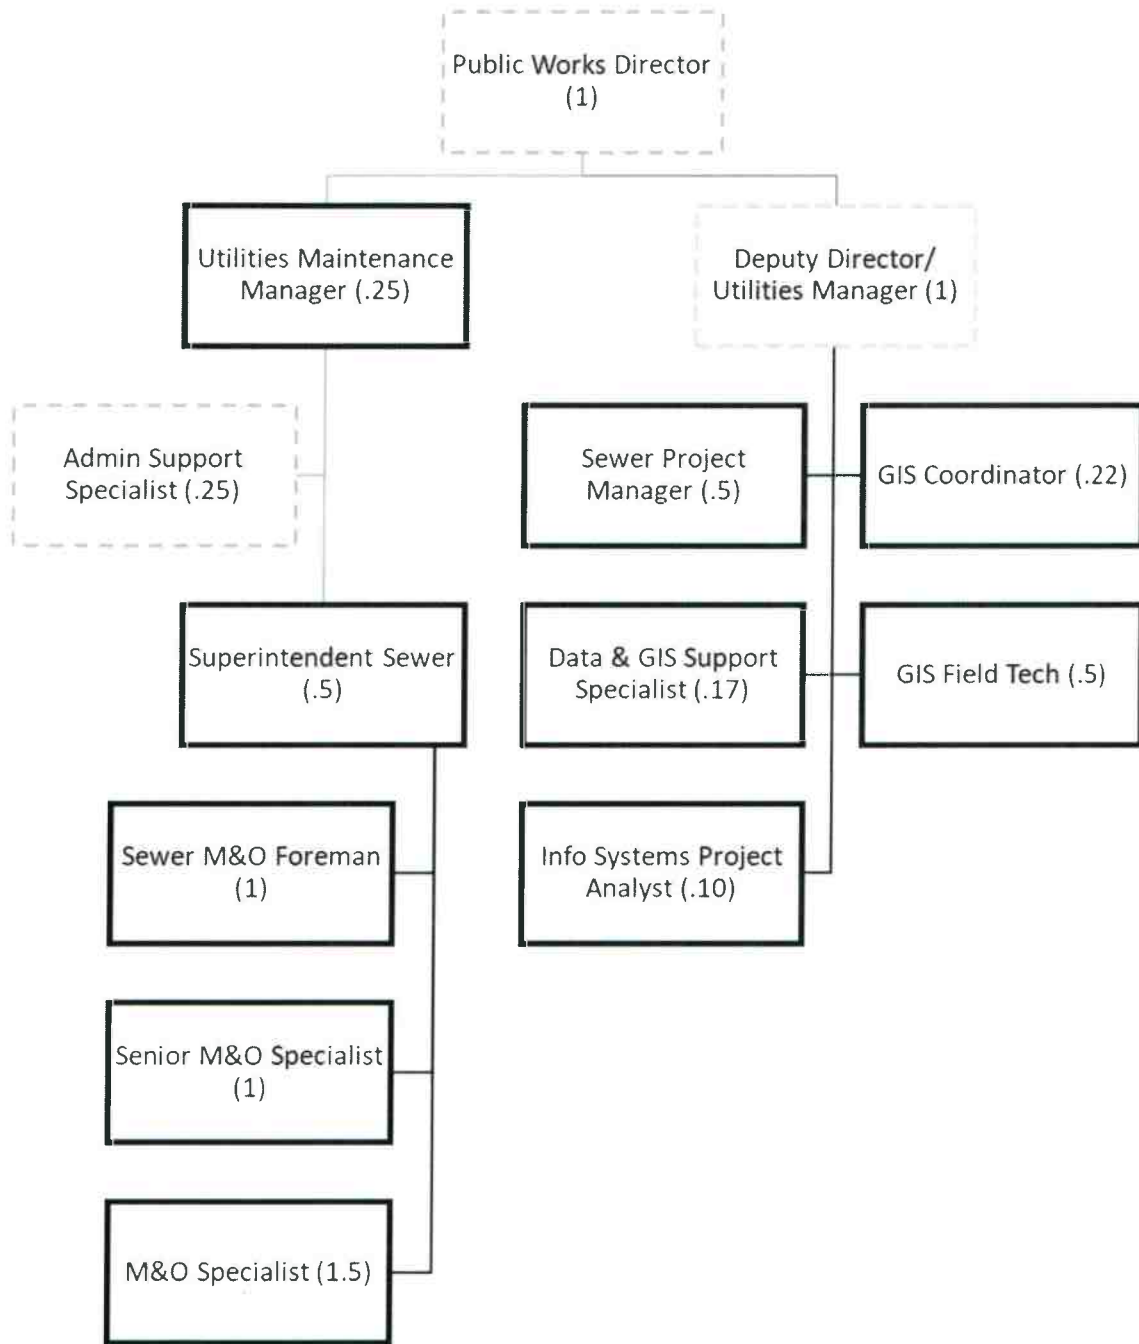 Public Works Director
(1)
Utilities Maintenance
Manager (.25)
Deputy Director/
Utilities Manager (1)
Admin Support
Specialist (.25)
Sewer Project
Manager (.5)
GIS Coordinator (.22)
Superintendent Sewer
(.5)
Data & GIS Support
Specialist (.17)
GIS Field Tech (.5)
Sewer M&O Foreman
(1)
Info Systems Project
Analyst (.10)
Senior M&O Specialist
(1)
M&O Specialist (1.5)